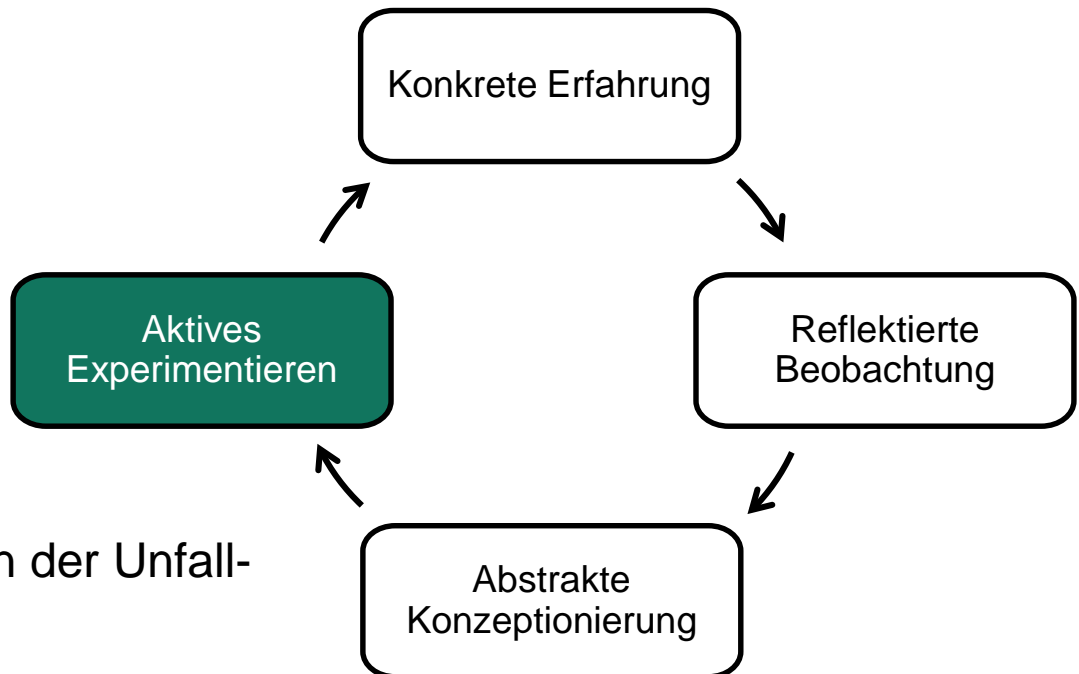 Konkrete Erfahrung
Aktives
Experimentieren
Reflektierte
Beobachtung
der Unfall-
Abstrakte
Konzeptionierung